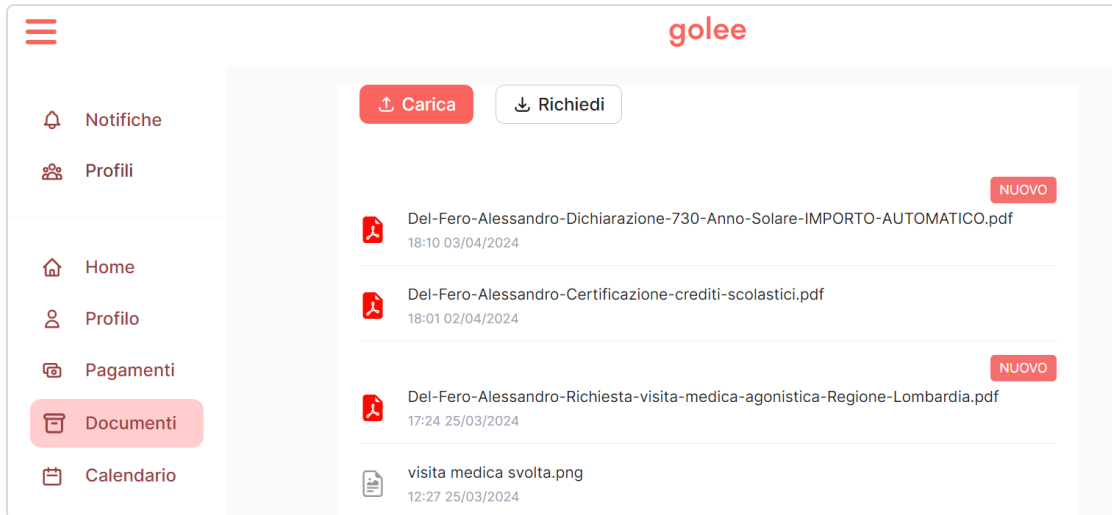 golee
Notifiche
Profili
Home
Profilo
Pagamenti
Documenti
Calendario
Carica
Richiedi
NUOVO
Del-Fero-Alessandro-Dichiarazione-730-Anno-Solare-IMPORTO-AUTOMATICO.pdf
18:10 03/04/2024
Del-Fero-Alessandro-Certificazione-crediti-scolastici.pdf
18:01 02/04/2024
NUOVO
Del-Fero-Alessandro-Richiesta-visita-medica-agonistica-Regione-Lombardia.pdf
17:24 25/03/2024
visita medica svolta.png
12:27 25/03/2024